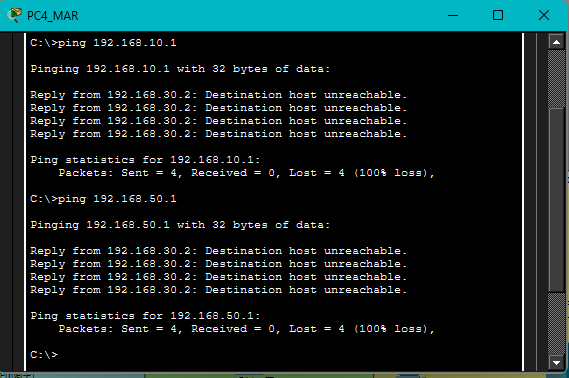 PC4_MAR
C:\>ping 192.168.10.1
Pinging 192.168.10.1 with 32 bytes of data:
Reply from 192.168.30.2: Destination host unreachable.
Reply from 192.168.30.2: Destination host unreachable.
Reply from 192.168.30.2: Destination host unreachable.
Reply from 192.168.30.2: Destination host unreachable.
Ping statistics for 192.168.10.1:
    Packets: Sent = 4, Received = 0, Lost = 4 (100% loss),
C:\>ping 192.168.50.1
Pinging 192.168.50.1 with 32 bytes of data:
Reply from 192.168.30.2: Destination host unreachable.
Reply from 192.168.30.2: Destination host unreachable.
Reply from 192.168.30.2: Destination host unreachable.
Reply from 192.168.30.2: Destination host unreachable.
Ping statistics for 192.168.50.1:
    Packets: Sent = 4, Received = 0, Lost = 4 (100% loss),
C:\>